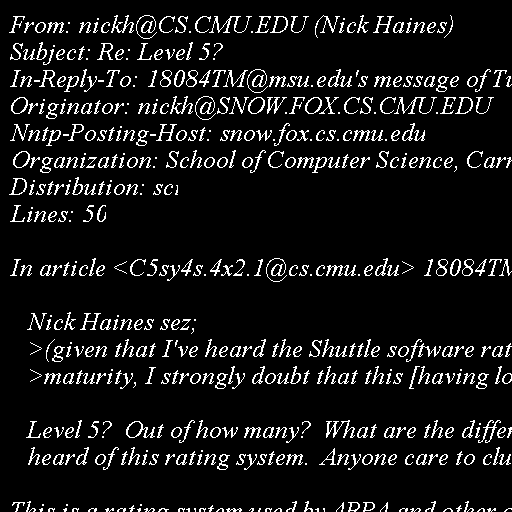 From: nickh@CS.CMU.EDU (Nick Haines)
Subject: Re: Level 5?
In-Reply-To: 18084TM@msu.edu's message of Tu
Originator: nickh@SNOW.FOX.CS.CMU.EDU
Nntp-Posting-Host: snow.fox.cs.cmu.edu
Organization: School of Computer Science, Carn
Distribution: sci
Lines: 50

In article <C5sy4s.4x2.1@cs.cmu.edu> 18084TM

Nick Haines sez;
>(given that I've heard the Shuttle software rat
>maturity, I strongly doubt that this [having lo

Level 5?  Out of how many?  What are the differ
heard of this rating system.  Anyone care to clu

This is a rating system used by ARPA and other o